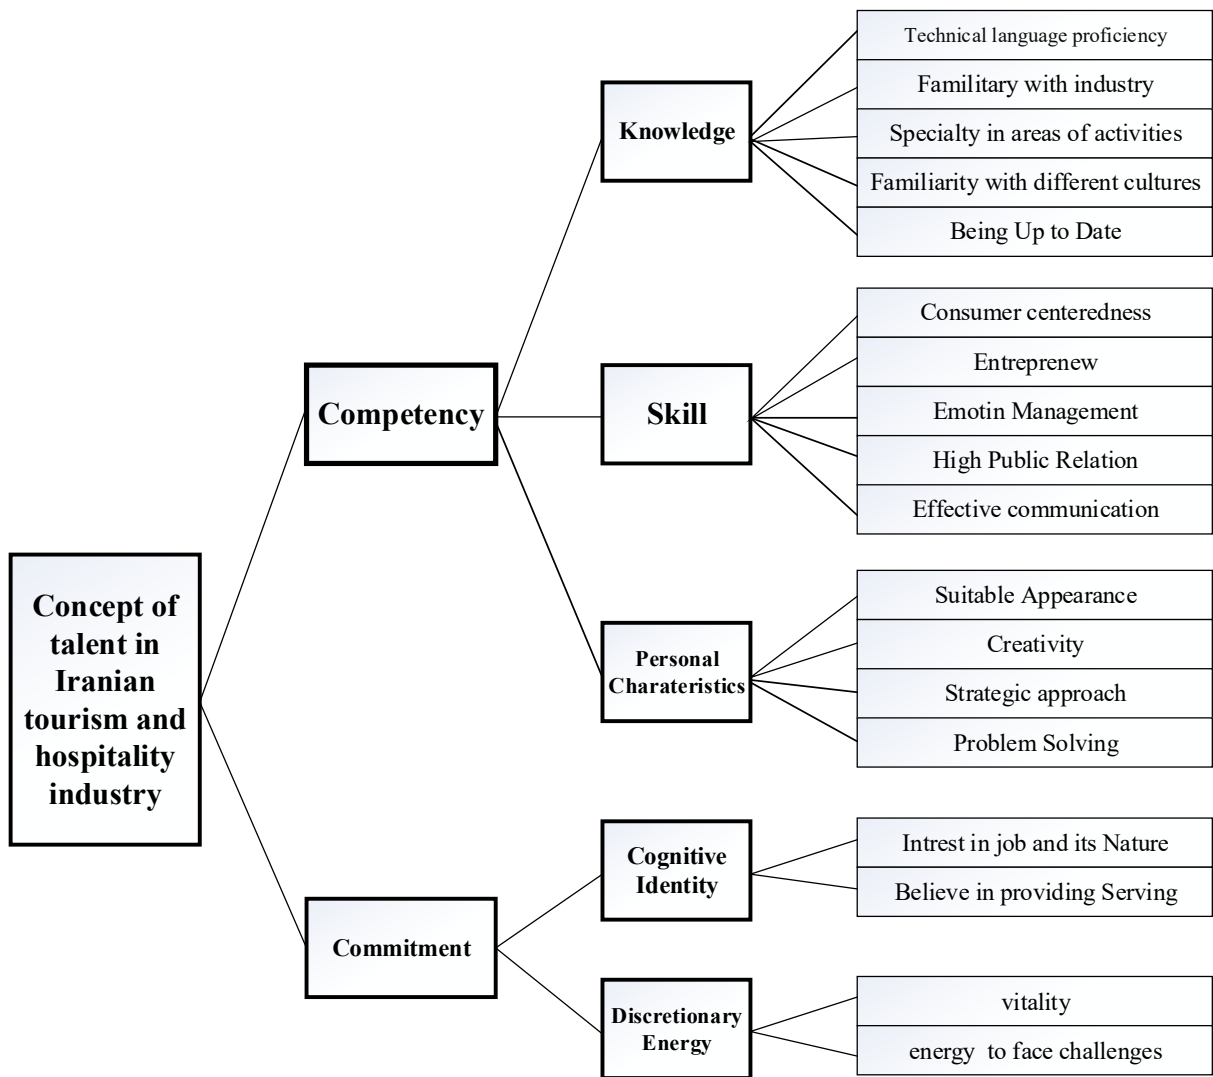 Concept of
talent in
Iranian
tourism and
hospitality
industry
Competency
Knowledge
Technical language proficiency
Familitary with industry
Specialty in areas of activities
Familiarity with different cultures
Being Up to Date
Skill
Consumer centeredness
Entreprenew
Emotin Management
High Public Relation
Effective communication
Personal
Charateristics
Suitable Appearance
Creativity
Strategic approach
Problem Solving
Commitment
Cognitive
Identity
Intrest in job and its Nature
Believe in providing Serving
Discretionary
Energy
vitality
energy to face challenges